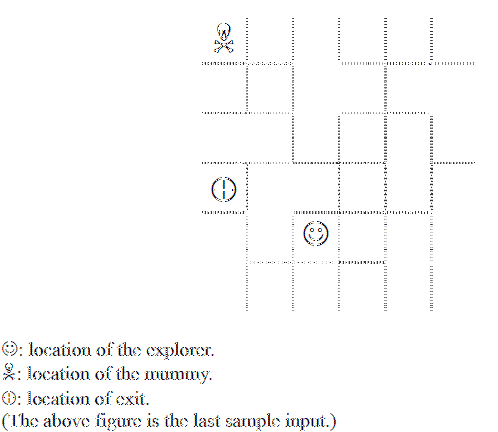 : location of the explorer.
: location of the mummy.
: location of exit.
(The above figure is the last sample input.)